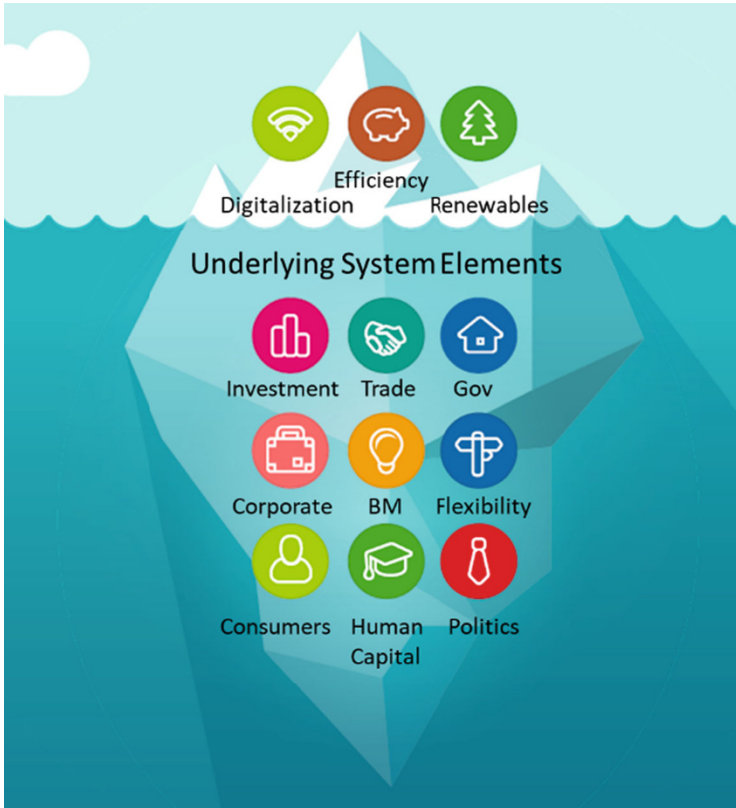 Efficiency
Digitalization Renewables
Underlying System Elements
Investment Trade Gov
Corporate BM Flexibility
Consumers Human Politics
Capital